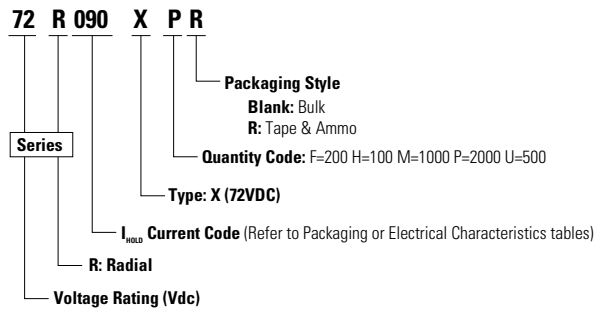 72 R 090 X P R
Packaging Style
Blank: Bulk
R: Tape & Ammo
Series
Quantity Code: F=200 H=100 M=1000 P=2000 U=500
Type: X (72VDC)
IHOLD Current Code (Refer to Packaging or Electrical Characteristics tables)
R: Radial
Voltage Rating (Vdc)